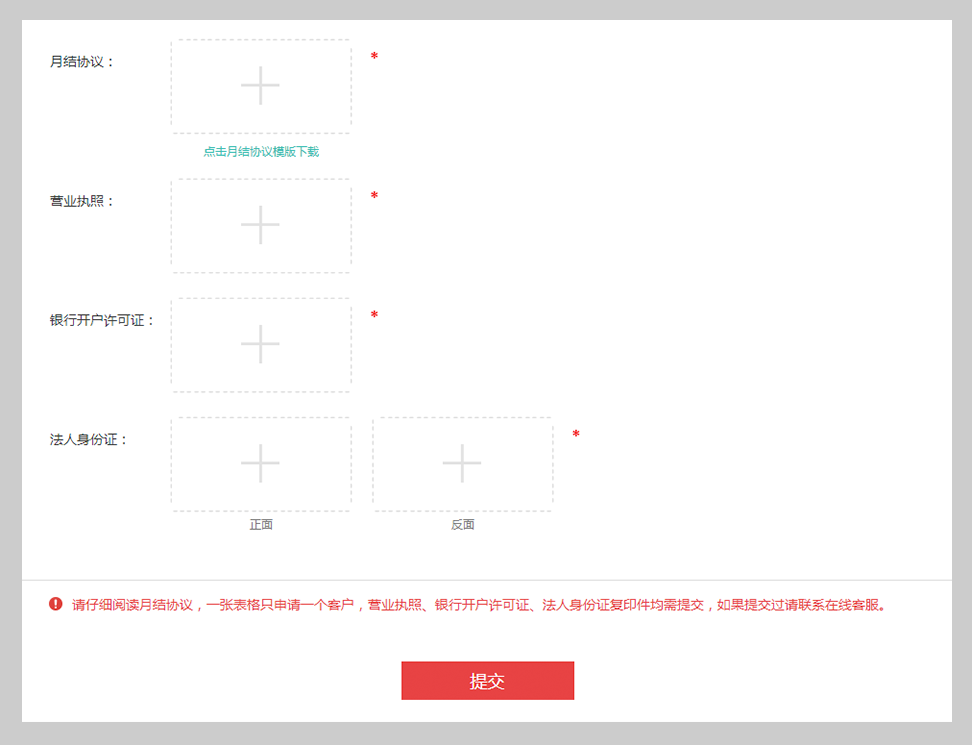 月结协议： *
点击月结协议模版下载
营业执照： *
银行开户许可证： *
法人身份证： *
正面 反面
请仔细阅读月结协议，一张表格只申请一个客户，营业执照、银行开户许可证、法人身份证复印件均需提交，如果提交过请联系在线客服。
提交